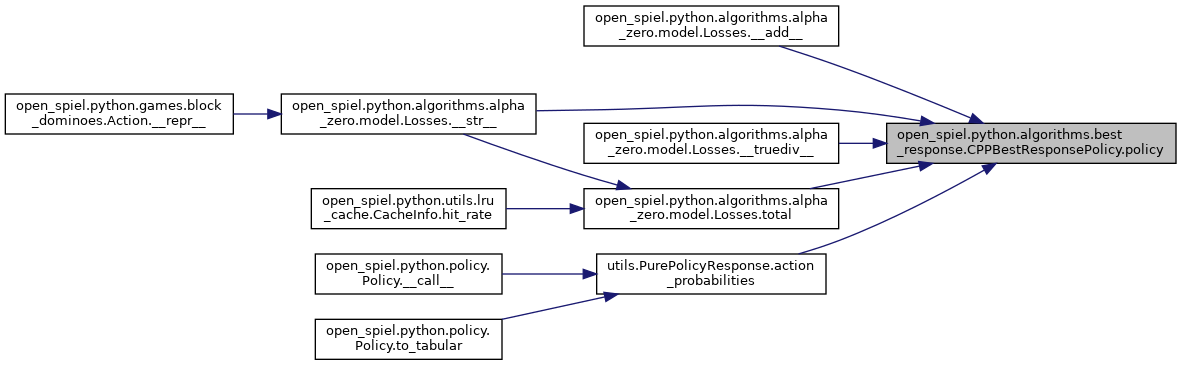 open_spiel.python.algorithms.alpha
_zero.model.Losses.__add__
open_spiel.python.games.block
_dominoes.Action.__repr__
open_spiel.python.algorithms.alpha
_zero.model.Losses.__str__
open_spiel.python.algorithms.alpha
_zero.model.Losses.__truediv__
open_spiel.python.algorithms.best
_response.CPPBestResponsePolicy.policy
open_spiel.python.utils.lru
_cache.CacheInfo.hit_rate
open_spiel.python.algorithms.alpha
_zero.model.Losses.total
open_spiel.python.policy.
Policy.__call__
utils.PurePolicyResponse.action
_probabilities
open_spiel.python.policy.
Policy.to_tabular